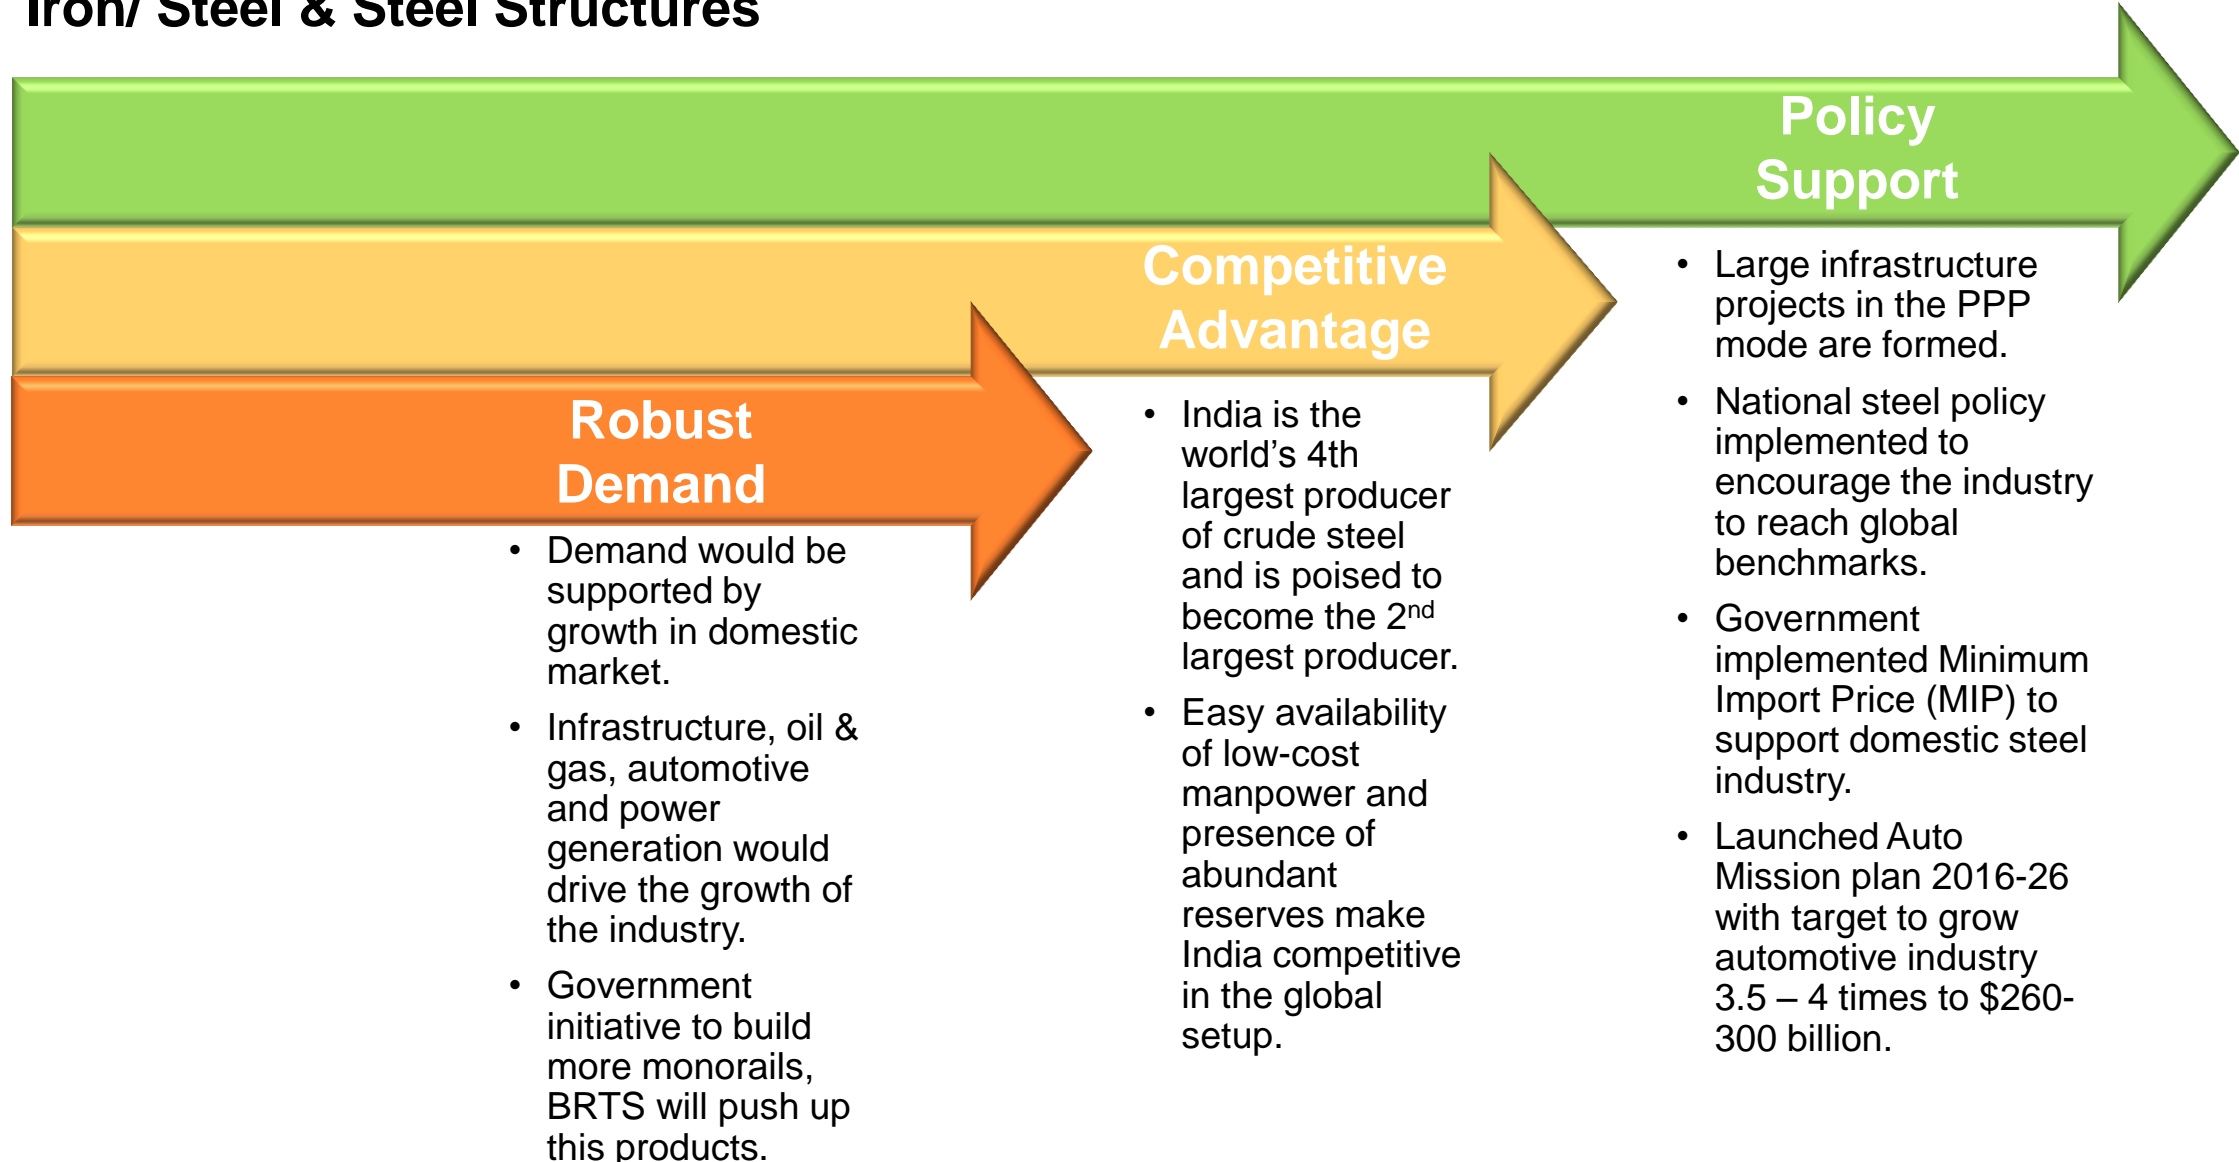 Iron/ Steel & Steel Structures
Policy
Support
• Large infrastructure
projects in the PPP
mode are formed.
• National steel policy
implemented to
encourage the industry
to reach global
benchmarks.
• Government
implemented Minimum
Import Price (MIP) to
support domestic steel
industry.
• Launched Auto
Mission plan 2016-26
with target to grow
automotive industry
3.5 – 4 times to $260-
300 billion.
Competitive
Advantage
• India is the
world’s 4th
largest producer
of crude steel
and is poised to
become the 2nd
largest producer.
• Easy availability
of low-cost
manpower and
presence of
abundant
reserves make
India competitive
in the global
setup.
Robust
Demand
• Demand would be
supported by
growth in domestic
market.
• Infrastructure, oil &
gas, automotive
and power
generation would
drive the growth of
the industry.
• Government
initiative to build
more monorails,
BRTS will push up
this products.